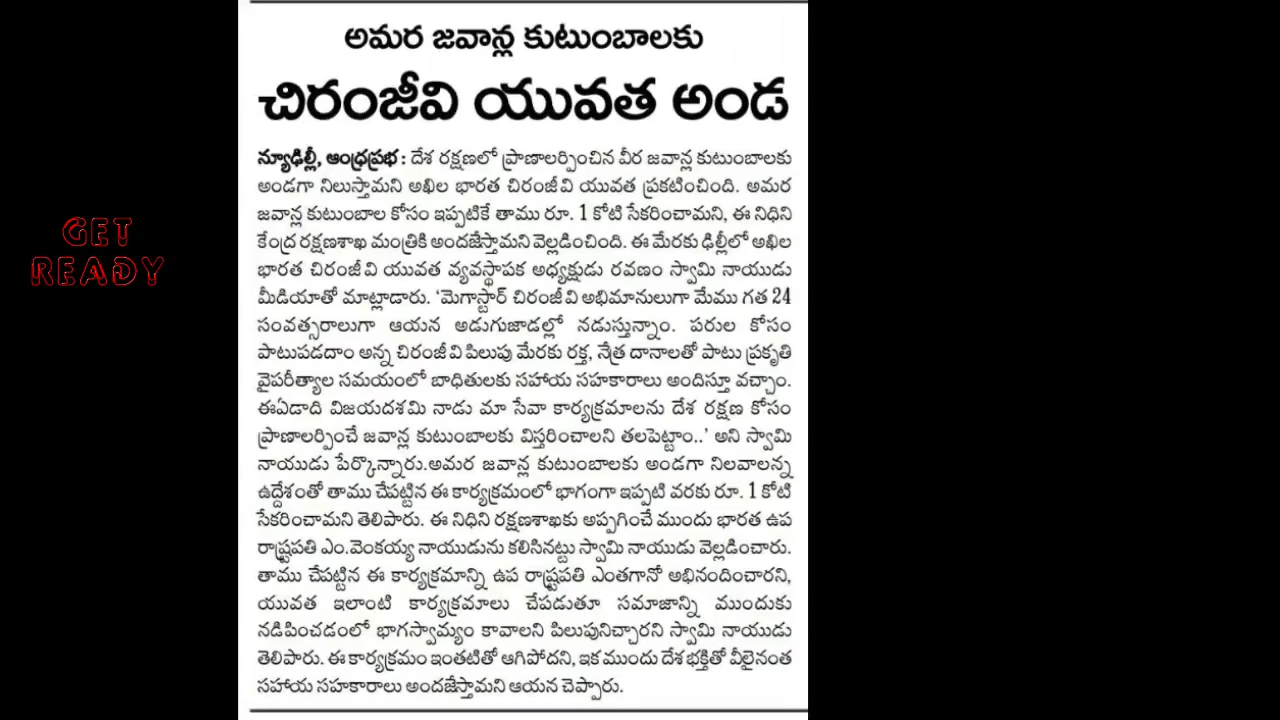 అమర జవాన్ల కుటుంబాలకు
చిరంజీవి యువత అండ
న్యూఢిల్లీ, ఆంధ్రప్రభ : దేశ రక్షణలో ప్రాణాలర్పించిన వీర జవాన్ల కుటుంబాలకు
అండగా నిలుస్తామని అఖిల భారత చిరంజీవి యువత ప్రకటించింది. అమర
జవాన్ల కుటుంబాల కోసం ఇప్పటికే తాము రూ. 1 కోటి సేకరించామని, ఈ నిధిని
కేంద్ర రక్షణశాఖ మంత్రికి అందజేస్తామని వెల్లడించింది. ఈ మేరకు ఢిల్లీలో అఖిల
భారత చిరంజీవి యువత వ్యవస్థాపక అధ్యక్షుడు రవణం స్వామి నాయుడు
మీడియాతో మాట్లాడారు. ‘మెగాస్టార్ చిరంజీవి అభిమానులుగా మేము గత 24
సంవత్సరాలుగా ఆయన అడుగుజాడల్లో నడుస్తున్నాం. పరుల కోసం
పాటుపడదాం అన్న చిరంజీవి పిలుపు మేరకు రక్త, నేత్ర దానాలతో పాటు ప్రకృతి
వైపరీత్యాల సమయంలో బాధితులకు సహాయ సహకారాలు అందిస్తూ వచ్చాం.
ఈఏడాది విజయదశమి నాడు మా సేవా కార్యక్రమాలను దేశ రక్షణ కోసం
ప్రాణాలర్పించే జవాన్ల కుటుంబాలకు విస్తరించాలని తలపెట్టాం..’ అని స్వామి
నాయుడు పేర్కొన్నారు.అమర జవాన్ల కుటుంబాలకు అండగా నిలవాలన్న
ఉద్దేశంతో తాము చేపట్టిన ఈ కార్యక్రమంలో భాగంగా ఇప్పటి వరకు రూ. 1 కోటి
సేకరించామని తెలిపారు. ఈ నిధిని రక్షణశాఖకు అప్పగించే ముందు భారత ఉప
రాష్ట్రపతి ఎం.వెంకయ్య నాయుడును కలిసినట్టు స్వామి నాయుడు వెల్లడించారు.
తాము చేపట్టిన ఈ కార్యక్రమాన్ని ఉప రాష్ట్రపతి ఎంతగానో అభినందించారని,
యువత ఇలాంటి కార్యక్రమాలు చేపడుతూ సమాజాన్ని ముందుకు
నడిపించడంలో భాగస్వామ్యం కావాలని పిలుపునిచ్చారని స్వామి నాయుడు
తెలిపారు. ఈ కార్యక్రమం ఇంతటితో ఆగిపోదని, ఇక ముందు దేశ భక్తితో వీలైనంత
సహాయ సహకారాలు అందజేస్తామని ఆయన చెప్పారు.
GET
READY